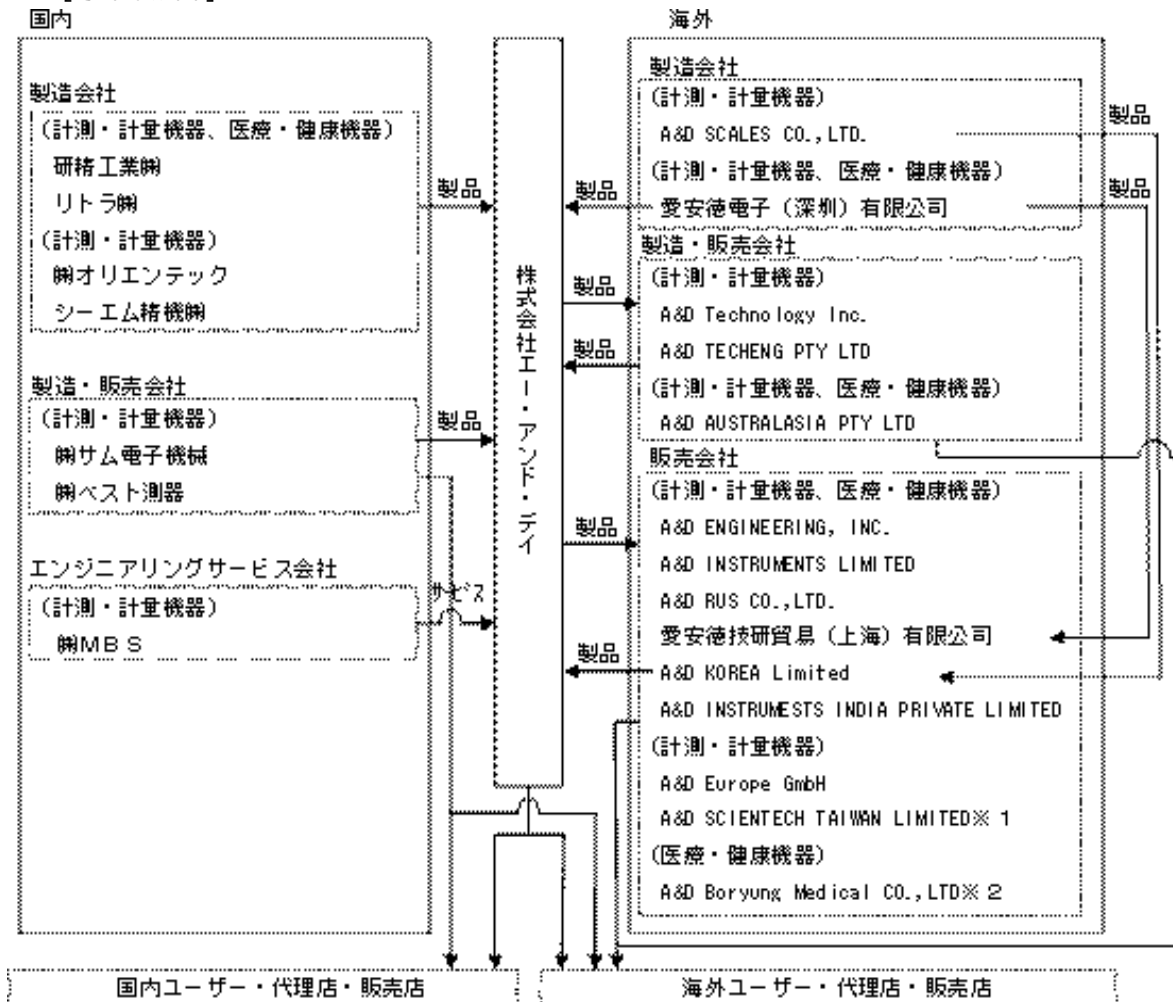 国内
製造会社
(計測・計量機器、医療・健康機器)
研精工業㈱
リトラ㈱
(計測・計量機器)
㈱オリエンテック
シーエム精機㈱
製品
製造・販売会社
(計測・計量機器)
㈱サム電子機械
㈱ベスト測器
製品
エンジニアリングサービス会社
(計測・計量機器)
㈱MBS
サービス
株式会社エー・アンド・デイ
海外
製造会社
(計測・計量機器)
A&D SCALES CO.,LTD.
製品
(計測・計量機器、医療・健康機器)
愛安徳電子(深圳)有限公司
製品
製品
製造・販売会社
(計測・計量機器)
A&D Technology Inc.
A&D TECHENG PTY LTD
(計測・計量機器、医療・健康機器)
A&D AUSTRALASIA PTY LTD
製品
製品
販売会社
(計測・計量機器、医療・健康機器)
A&D ENGINEERING, INC.
A&D INSTRUMENTS LIMITED
A&D RUS CO.,LTD.
愛安徳技研貿易(上海)有限公司
A&D KOREA Limited
A&D INSTRUMESTS INDIA PRIVATE LIMITED
(計測・計量機器)
A&D Europe GmbH
A&D SCIENTECH TAIWAN LIMITED※1
(医療・健康機器)
A&D Boryung Medical CO.,LTD※2
製品
製品
国内ユーザー・代理店・販売店
海外ユーザー・代理店・販売店